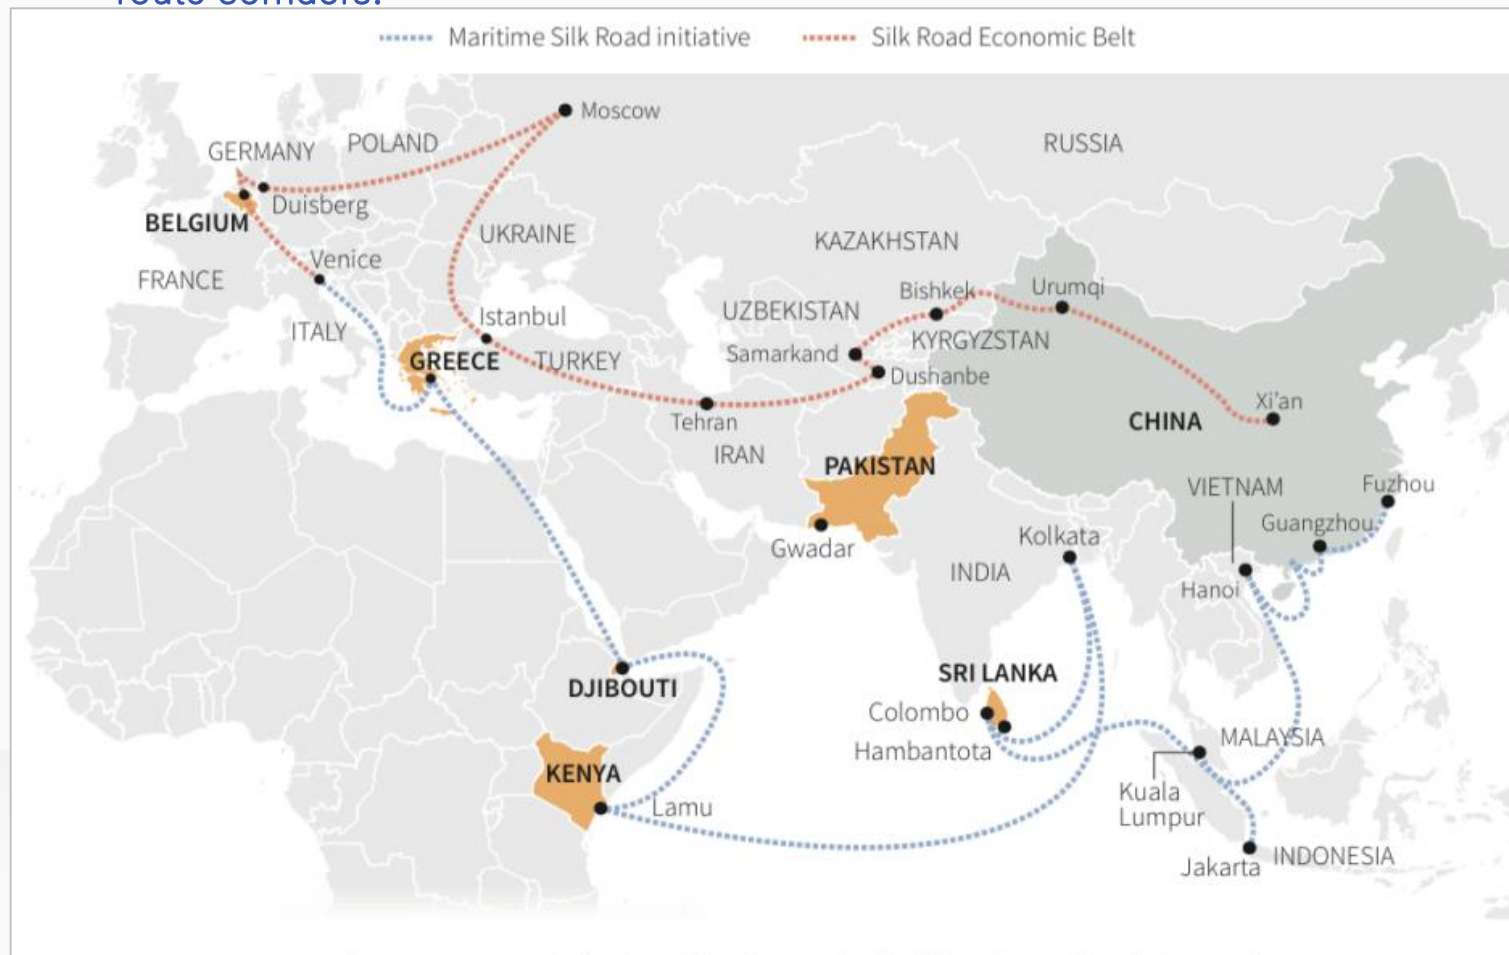 route corridors.
Maritime Silk Road initiative
Silk Road Economic Belt
Moscow
RUSSIA
GERMANY
POLAND
Duisberg
BELGIUM
UKRAINE
KAZAKHSTAN
Venice
FRANCE
Bishkek
Urumqi
UZBEKISTAN
Istanbul
ITALY
KYRGYZSTAN
Samarkand
GREECE
TURKEY
Dushanbe
Xi'an
Tehran
CHINA
IRAN
PAKISTAN
VIETNAM
Fuzhou
Guangzhou
Kolkata
Gwadar
INDIA
Hanoi
SRI LANKA
DJIBOUTI
Colombo
MALAYSIA
Hambantota
KENYA
Kuala
Lumpur
Lamu
INDONESIA
Jakarta